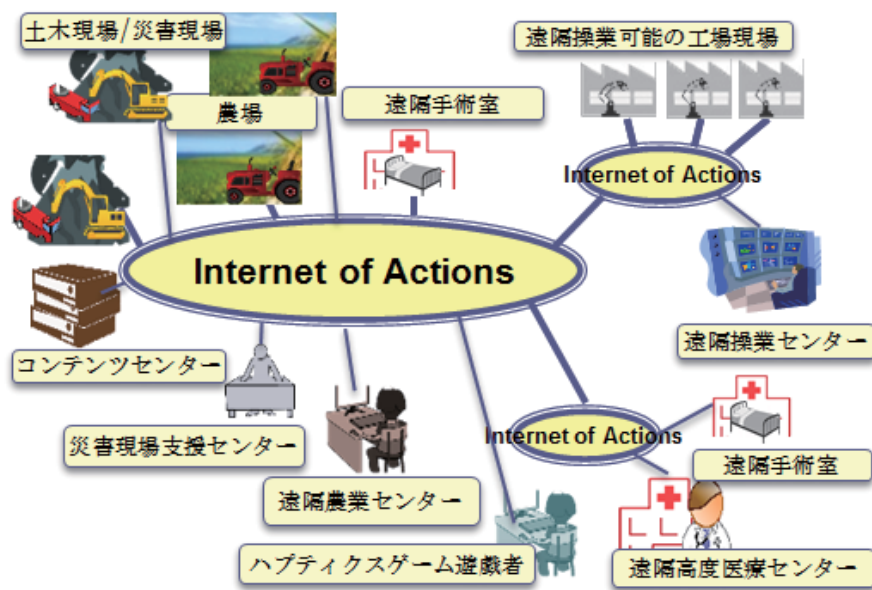 土木現場/災害現場
遠隔操業可能の工場現場
農場
遠隔手術室
Internet of Actions
Internet of Actions
コンテンツセンター
遠隔操業センター
災害現場支援センター
Internet of Actions
遠隔手術室
遠隔農業センター
ハプティクスゲーム遊戯者
遠隔高度医療センター